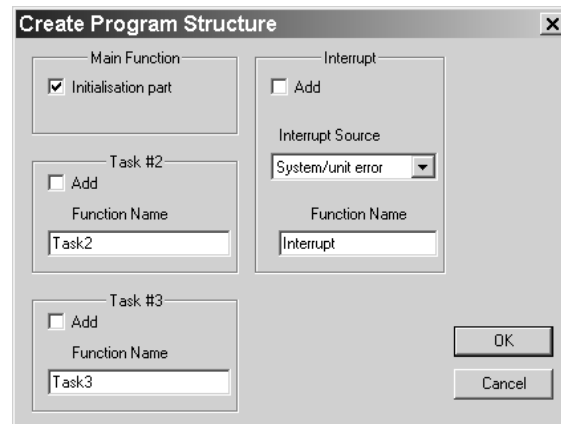 Create Program Structure
Main Function
Initialisation part
Task #2
Add
Function Name
Task2
Task #3
Add
Function Name
Task3
Interrupt
Add
Interrupt Source
System/unit error
Function Name
Interrupt
OK
Cancel